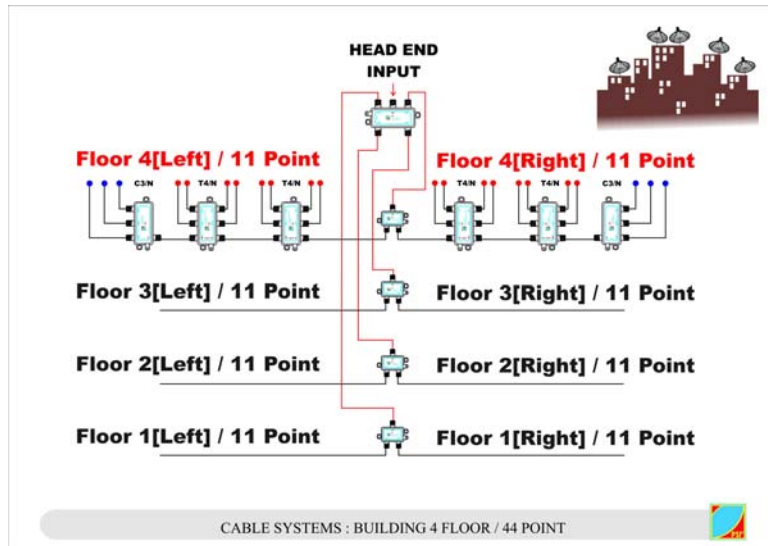 HEAD END
INPUT
Floor 4[Left] / 11 Point
Floor 4[Right] / 11 Point
C3/N
T4/N
T4/N
T4/N
T4/N
C3/N
Floor 3[Left] / 11 Point
Floor 3[Right] / 11 Point
Floor 2[Left] / 11 Point
Floor 2[Right] / 11 Point
Floor 1[Left] / 11 Point
Floor 1[Right] / 11 Point
CABLE SYSTEMS : BUILDING 4 FLOOR / 44 POINT
PSI